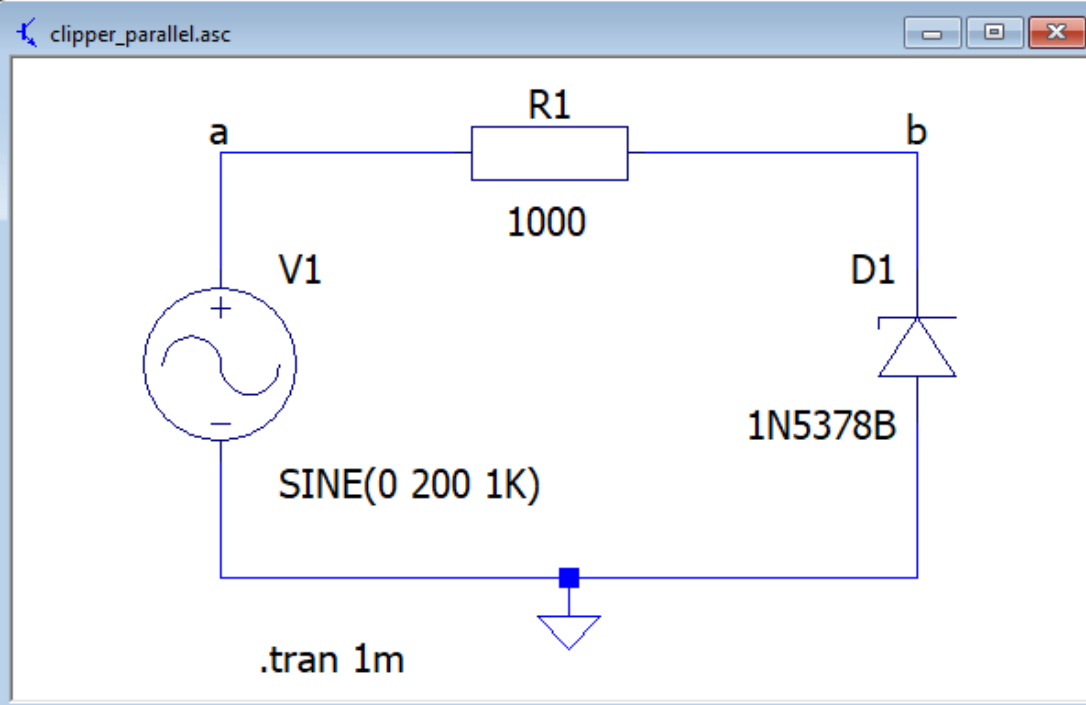 clipper_parallel.asc
R1
a
b
1000
V1
D1
1N5378B
SINE(0 200 1K)
.tran 1m